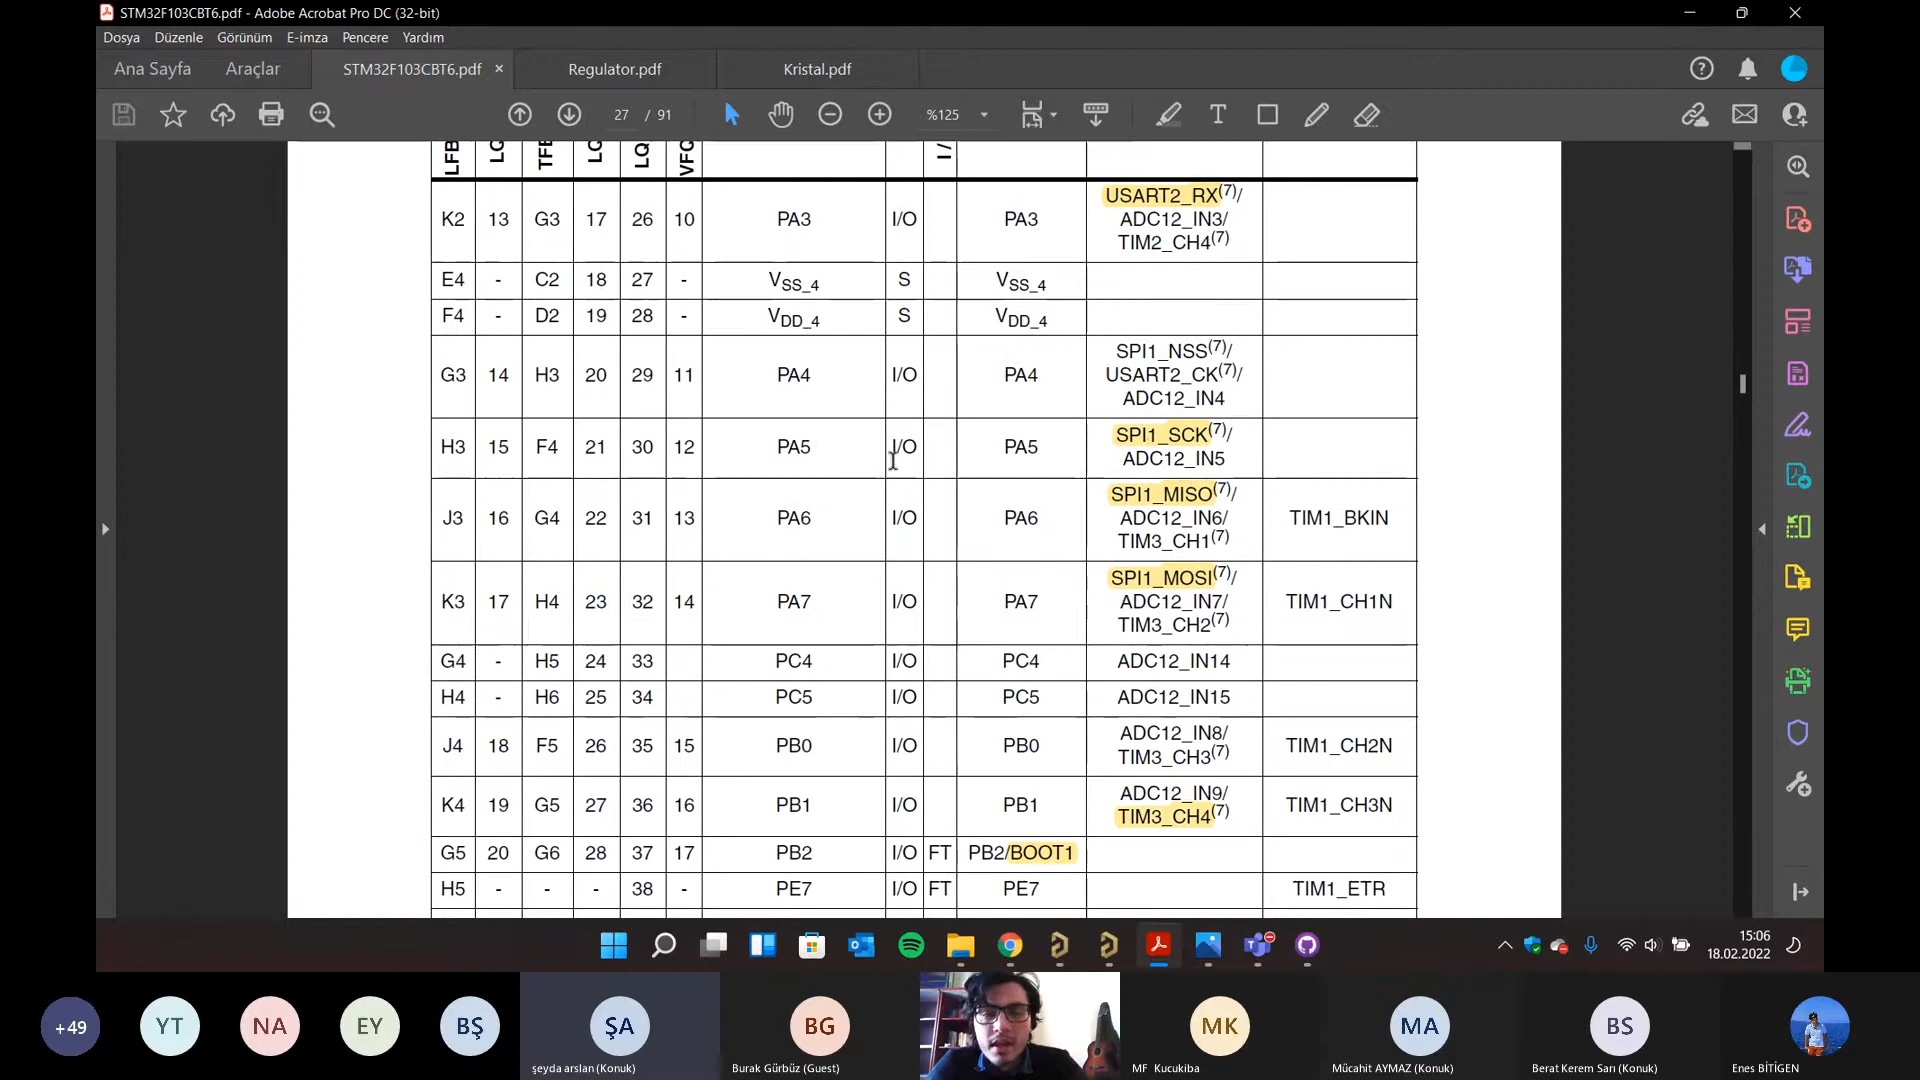 STM32F103CBT6.pdf - Adobe Acrobat Pro DC (32-bit)
Dosya Düzenle Görünüm E-imza Pencere Yardım
Ana Sayfa Araçlar STM32F103CBT6.pdf × Regulator.pdf Kristal.pdf
27 / 91 %125
LFB LQ TFB LQ LQ VFQ I /
K2 13 G3 17 26 10 PA3 I/O PA3 USART2_RX(7)/
ADC12_IN3/
TIM2_CH4(7)
E4 - C2 18 27 - VSS_4 S VSS_4
F4 - D2 19 28 - VDD_4 S VDD_4
G3 14 H3 20 29 11 PA4 I/O PA4 SPI1_NSS(7)/
USART2_CK(7)/
ADC12_IN4
H3 15 F4 21 30 12 PA5 I/O PA5 SPI1_SCK(7)/
ADC12_IN5
J3 16 G4 22 31 13 PA6 I/O PA6 SPI1_MISO(7)/
ADC12_IN6/
TIM3_CH1(7)
TIM1_BKIN
K3 17 H4 23 32 14 PA7 I/O PA7 SPI1_MOSI(7)/
ADC12_IN7/
TIM3_CH2(7)
TIM1_CH1N
G4 - H5 24 33 PC4 I/O PC4 ADC12_IN14
H4 - H6 25 34 PC5 I/O PC5 ADC12_IN15
J4 18 F5 26 35 15 PB0 I/O PB0 ADC12_IN8/
TIM3_CH3(7)
TIM1_CH2N
K4 19 G5 27 36 16 PB1 I/O PB1 ADC12_IN9/
TIM3_CH4(7)
TIM1_CH3N
G5 20 G6 28 37 17 PB2 I/O FT PB2/BOOT1
H5 - - - 38 - PE7 I/O FT PE7 TIM1_ETR
15:06
18.02.2022
+49 YT NA EY BŞ ŞA BG MK MA BS
şeyda arslan (Konuk) Burak Gürbüz (Guest) MF Kucukiba Mücahit AYMAZ (Konuk) Berat Kerem Sarı (Konuk) Enes BİTİGEN